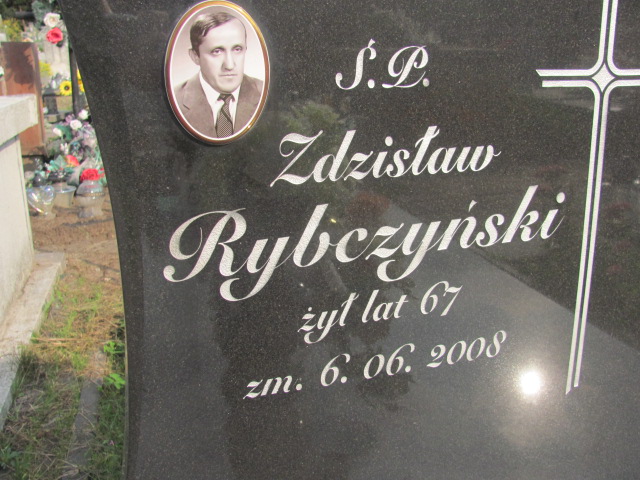 Ś.P.
Zdzisław
Rybczyński
żył lat 67
zm. 6. 06. 2008